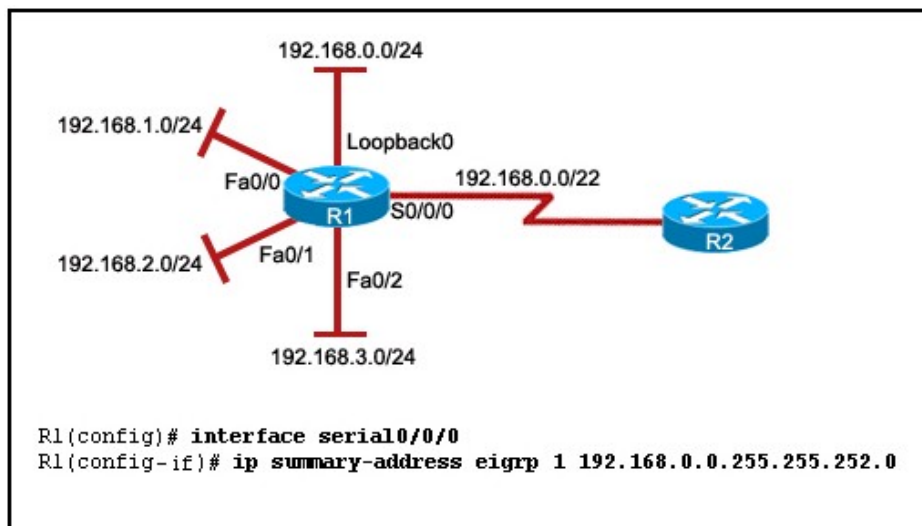 192.168.0.0/24
192.168.1.0/24
Loopback0
Fa0/0
192.168.0.0/22
S0/0/0
R1
R2
192.168.2.0/24
Fa0/1
Fa0/2
192.168.3.0/24
R1(config)# interface serial0/0/0
R1(config-if)# ip summary-address eigrp 1 192.168.0.0.255.255.252.0